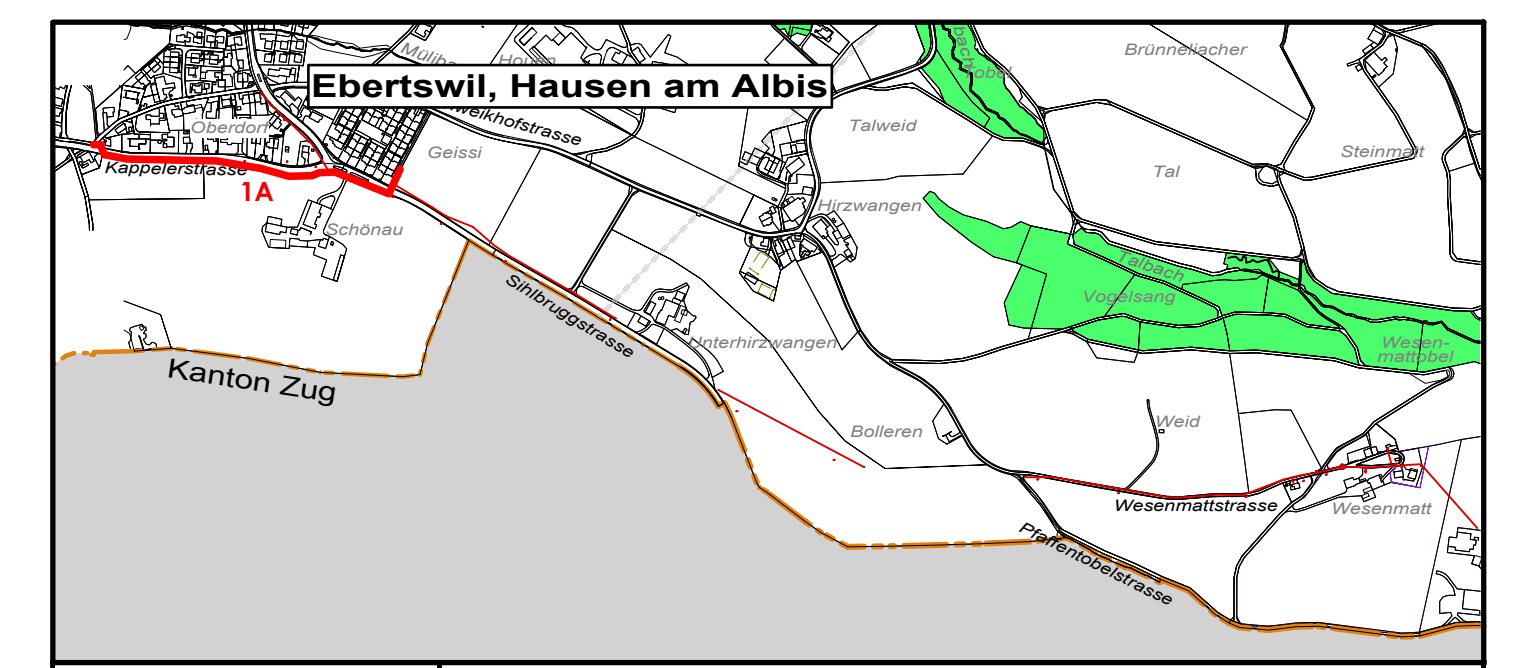 Brünneliacher
Ebertswil, Hausen am Albis
Tobel
Oberdorf
Talweid
Geissi
Steinmatt
Kappelerstrasse
Tal
1A
Hirzwangen
Schönau
Talbach
Vogelsang
Sihlbruggstrasse
Unterhirzwangen
Wesen-
mattobel
Kanton Zug
Bolleren
Weid
Wesenmattstrasse
Wesenmatt
Pfaffentobelstrasse